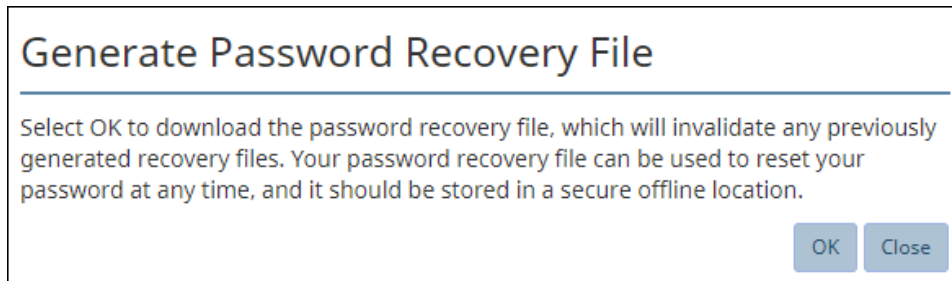 Generate Password Recovery File
Select OK to download the password recovery file, which will invalidate any previously
generated recovery files. Your password recovery file can be used to reset your
password at any time, and it should be stored in a secure offline location.
OK Close